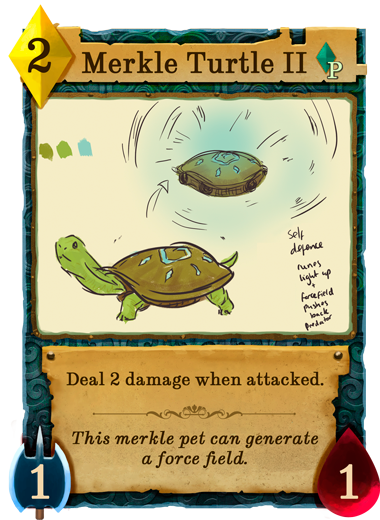 2
Merkle Turtle II
P
self
defence
runes
light up
+
forcefield
pushes
back
predator
Deal 2 damage when attacked.
This merkle pet can generate
a force field.
1
1